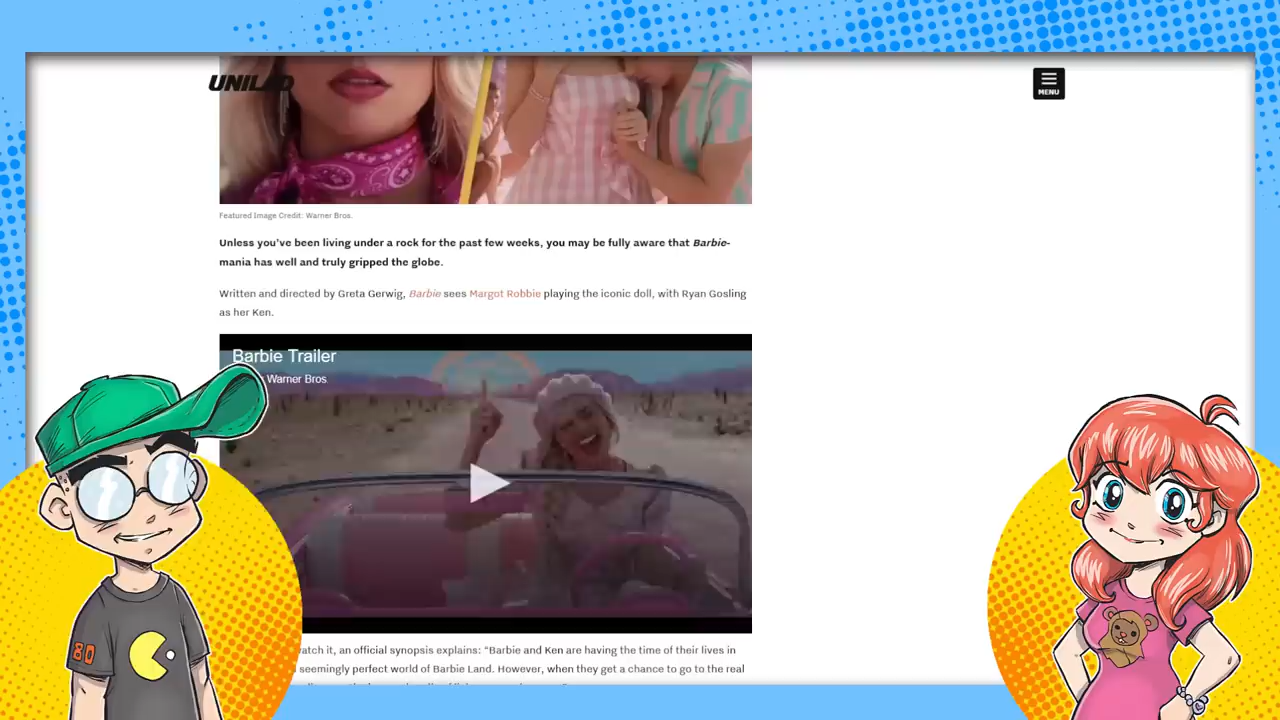 UNILAD
MENU
Featured Image Credit: Warner Bros.
Unless you've been living under a rock for the past few weeks, you may be fully aware that Barbie-
mania has well and truly gripped the globe.
Written and directed by Greta Gerwig, Barbie sees Margot Robbie playing the iconic doll, with Ryan Gosling
as her Ken.
Barbie Trailer
Warner Bros
atch it, an official synopsis explains: “Barbie and Ken are having the time of their lives in
seemingly perfect world of Barbie Land. However, when they get a chance to go to the real
80